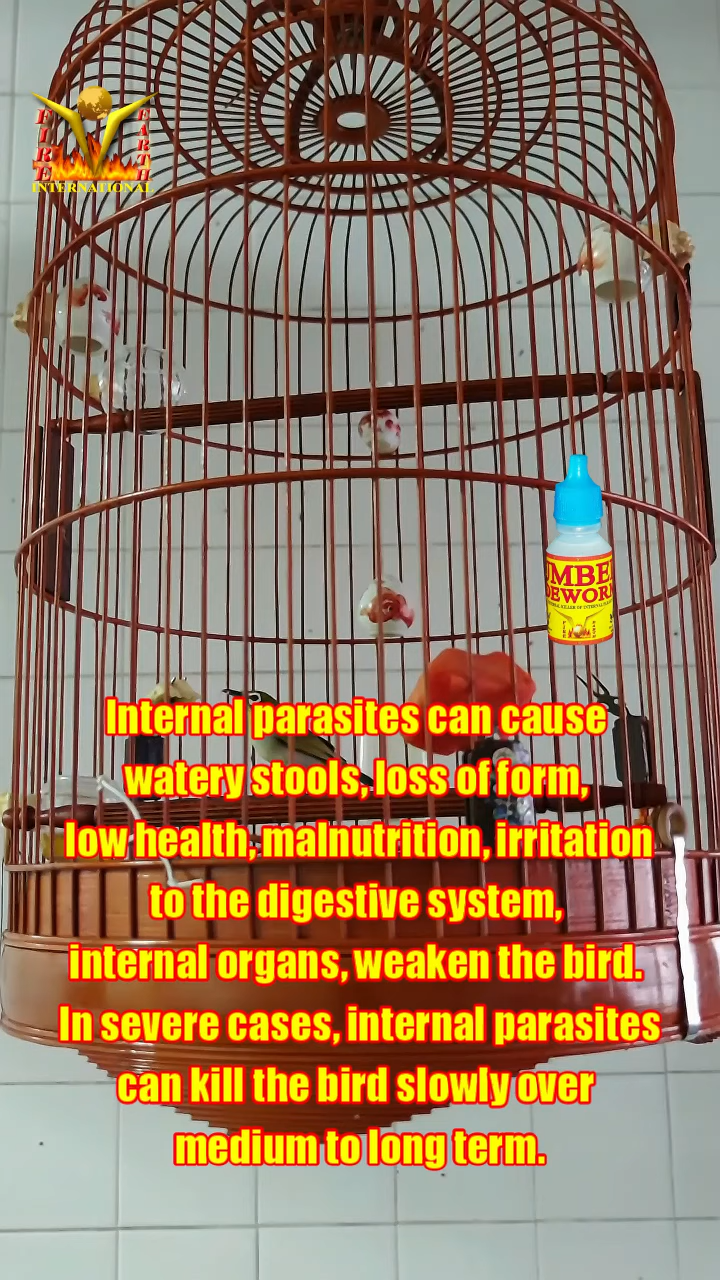 FIRE
EARTH
INTERNATIONAL
Internal parasites can cause
watery stools, loss of form,
low health, malnutrition, irritation
to the digestive system,
internal organs, weaken the bird.
In severe cases, internal parasites
can kill the bird slowly over
medium to long term.